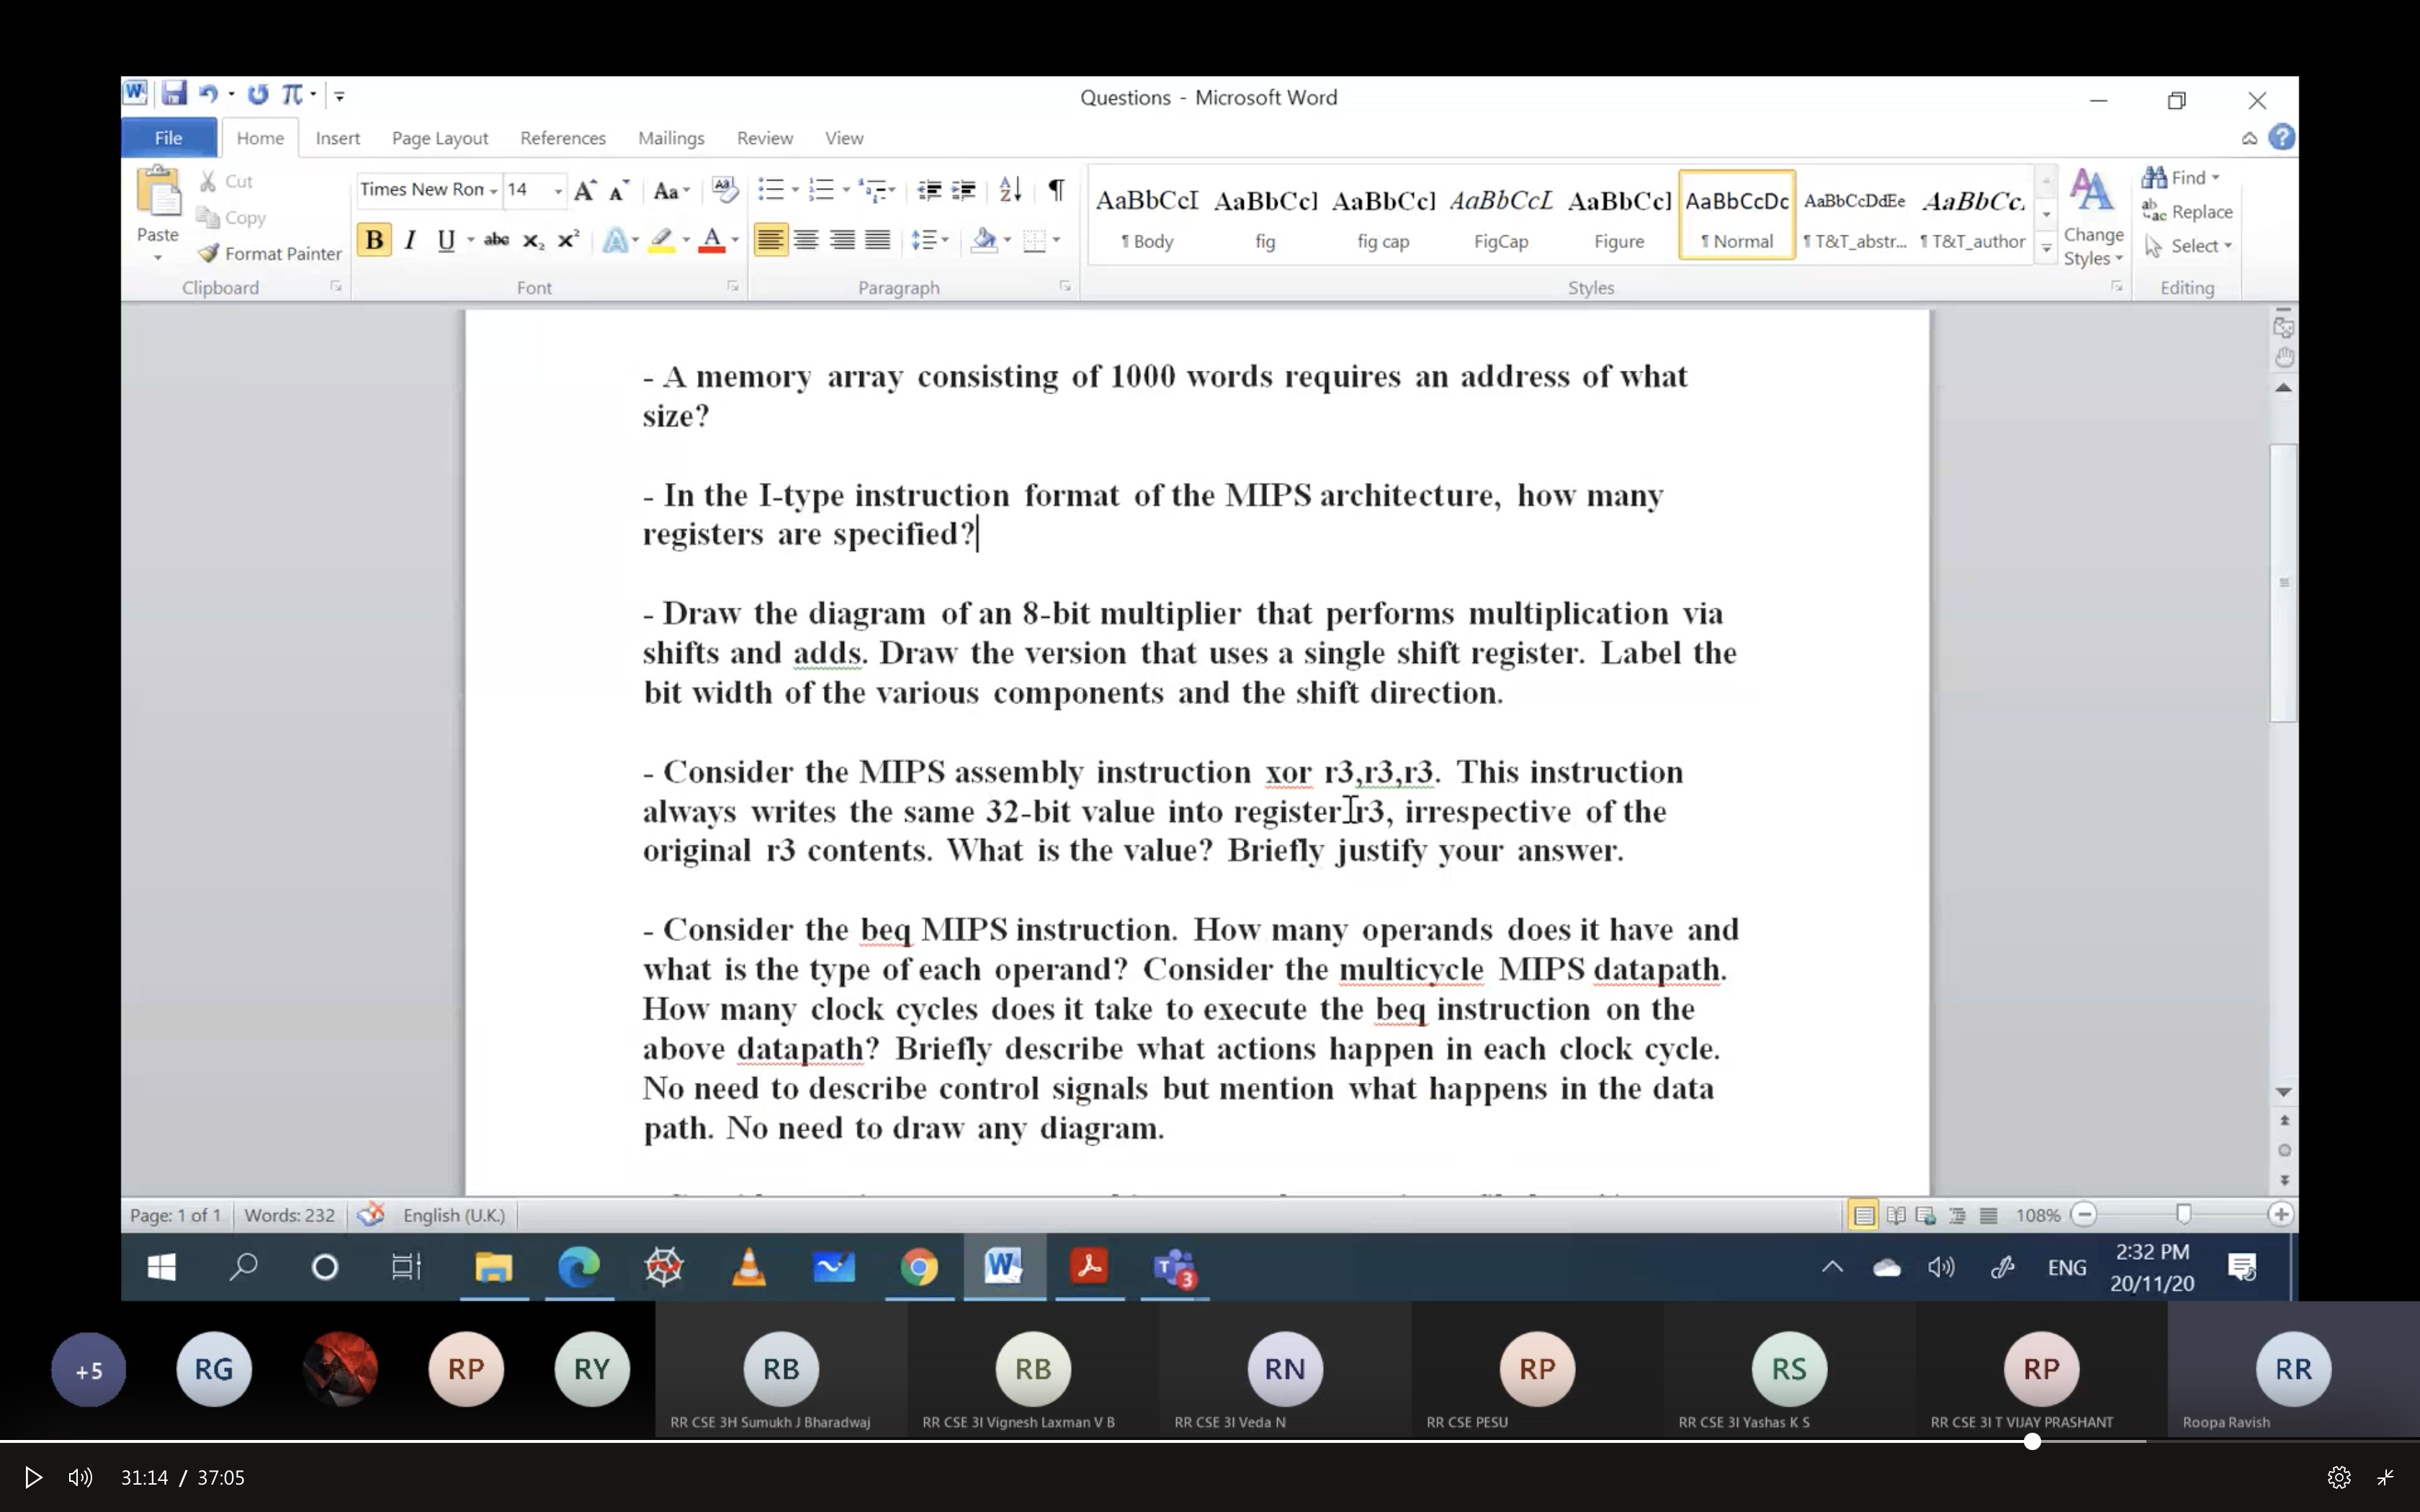 Questions - Microsoft Word
File Home Insert Page Layout References Mailings Review View
Cut
Copy
Format Painter
Paste
Clipboard
Times New Ron 14
Font
Paragraph
AaBbCcI AaBbCc] AaBbCc] AaBbCcL AaBbCc] AaBbCcDc AaBbCcDdEe AaBbCc.
¶ Body fig fig cap FigCap Figure ¶ Normal ¶ T&T_abstr... ¶ T&T_author
Styles
Change
Styles
Find
Replace
Select
Editing
- A memory array consisting of 1000 words requires an address of what
size?
- In the I-type instruction format of the MIPS architecture, how many
registers are specified?
- Draw the diagram of an 8-bit multiplier that performs multiplication via
shifts and adds. Draw the version that uses a single shift register. Label the
bit width of the various components and the shift direction.
- Consider the MIPS assembly instruction xor r3,r3,r3. This instruction
always writes the same 32-bit value into register r3, irrespective of the
original r3 contents. What is the value? Briefly justify your answer.
- Consider the beq MIPS instruction. How many operands does it have and
what is the type of each operand? Consider the multicycle MIPS datapath.
How many clock cycles does it take to execute the beq instruction on the
above datapath? Briefly describe what actions happen in each clock cycle.
No need to describe control signals but mention what happens in the data
path. No need to draw any diagram.
Page: 1 of 1 Words: 232 English (U.K.) 108%
ENG 2:32 PM
20/11/20
+5 RG RP RY RB RB RN RP RS RP RR
RR CSE 3H Sumukh J Bharadwaj RR CSE 3I Vignesh Laxman V B RR CSE 3I Veda N RR CSE PESU RR CSE 3I Yashas K S RR CSE 3I T VIJAY PRASHANT Roopa Ravish
31:14 / 37:05